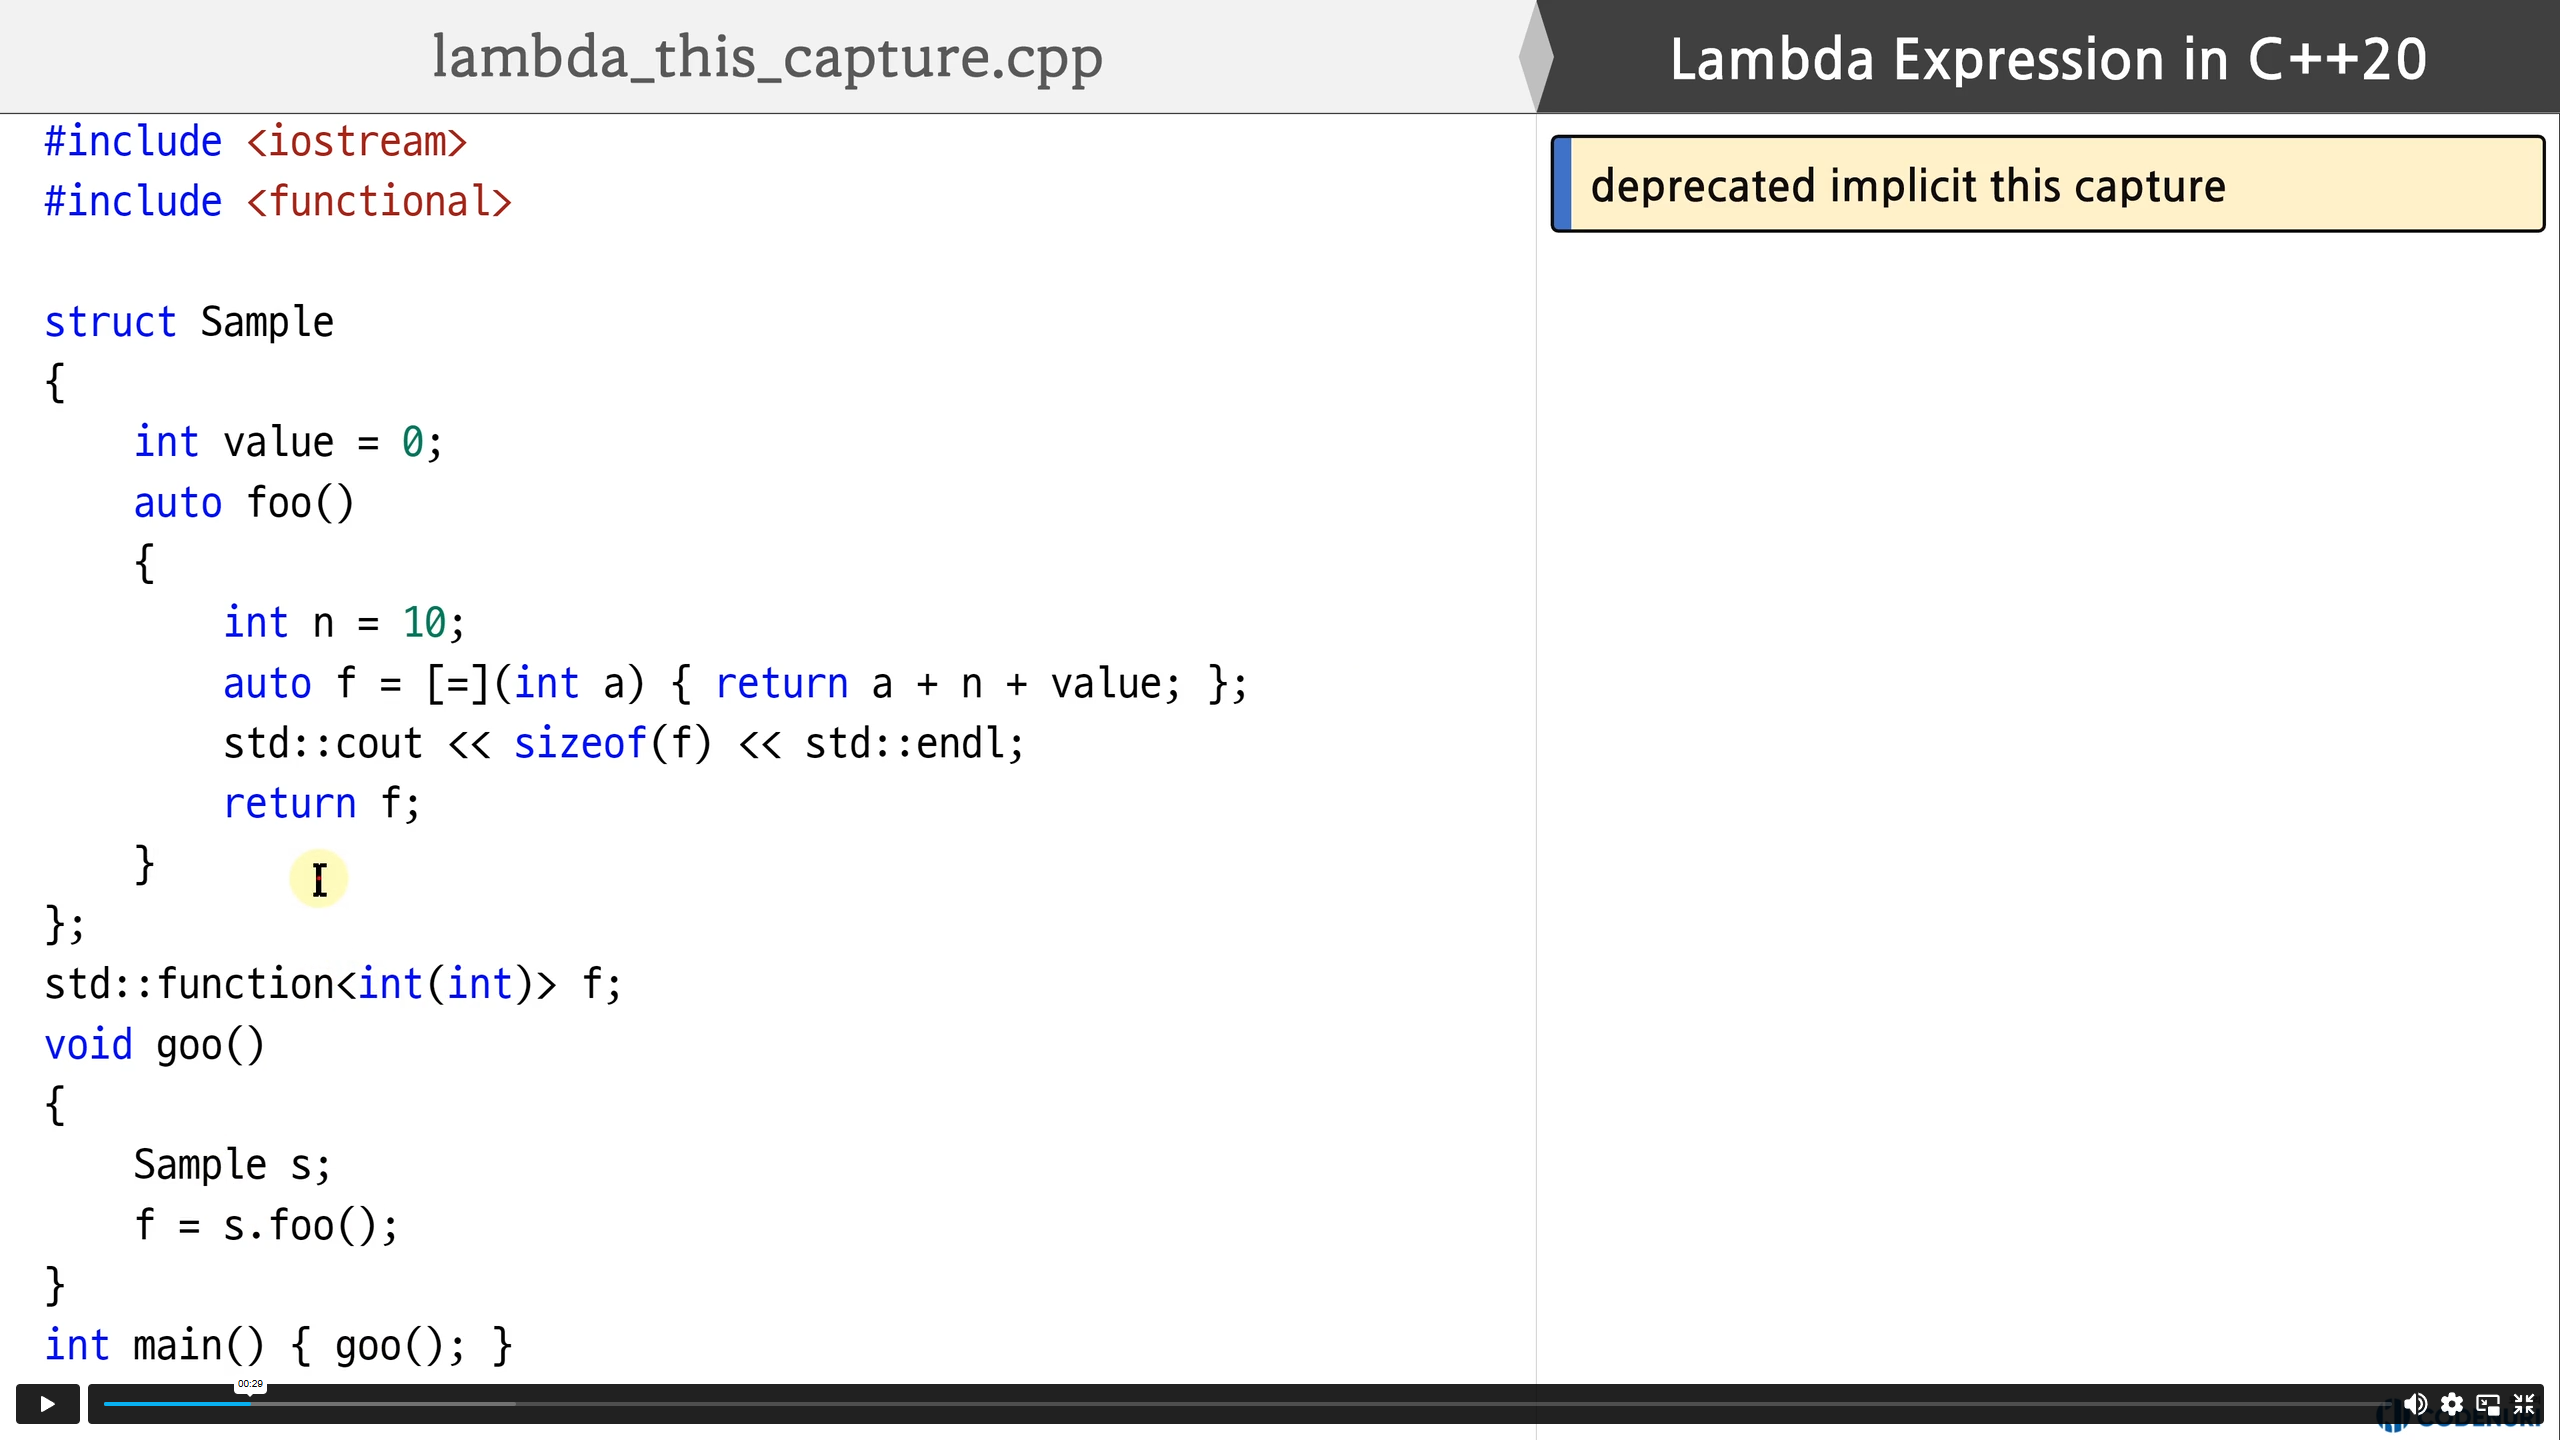 lambda_this_capture.cpp
Lambda Expression in C++20
#include <iostream>
#include <functional>
struct Sample
{
    int value = 0;
    auto foo()
    {
        int n = 10;
        auto f = [=](int a) { return a + n + value; };
        std::cout << sizeof(f) << std::endl;
        return f;
    }
};
std::function<int(int)> f;
void goo()
{
    Sample s;
    f = s.foo();
}
int main() { goo(); }
deprecated implicit this capture
00:29
CODENURI